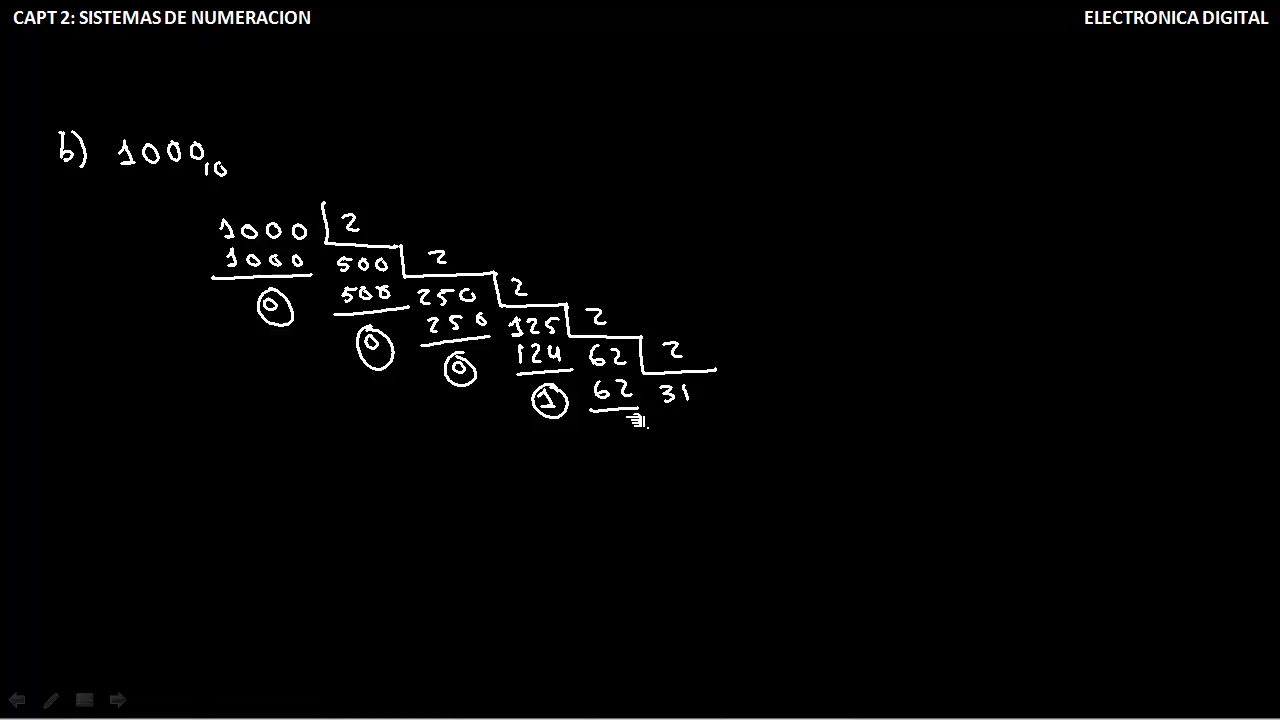 CAPT 2: SISTEMAS DE NUMERACION
ELECTRONICA DIGITAL
b) 1000₁₀
1000 2
1000 500 2
0 500 250 2
0 250 125 2
0 124 62 2
1 62 31